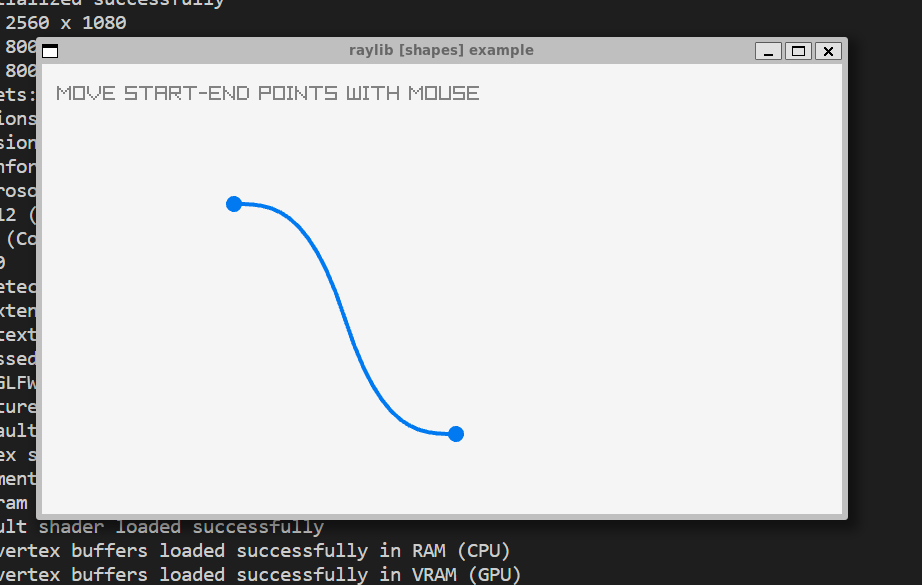 ialized successfully
2560 x 1080
800
800
raylib [shapes] example
MOVE START-END POINTS WITH MOUSE
ets:
ions
sion
nfor
roso
12 (
(Co
0
etec
xten
text
ssed
GLFW
ture
ault
ex s
ment
ram
ult shader loaded successfully
vertex buffers loaded successfully in RAM (CPU)
vertex buffers loaded successfully in VRAM (GPU)